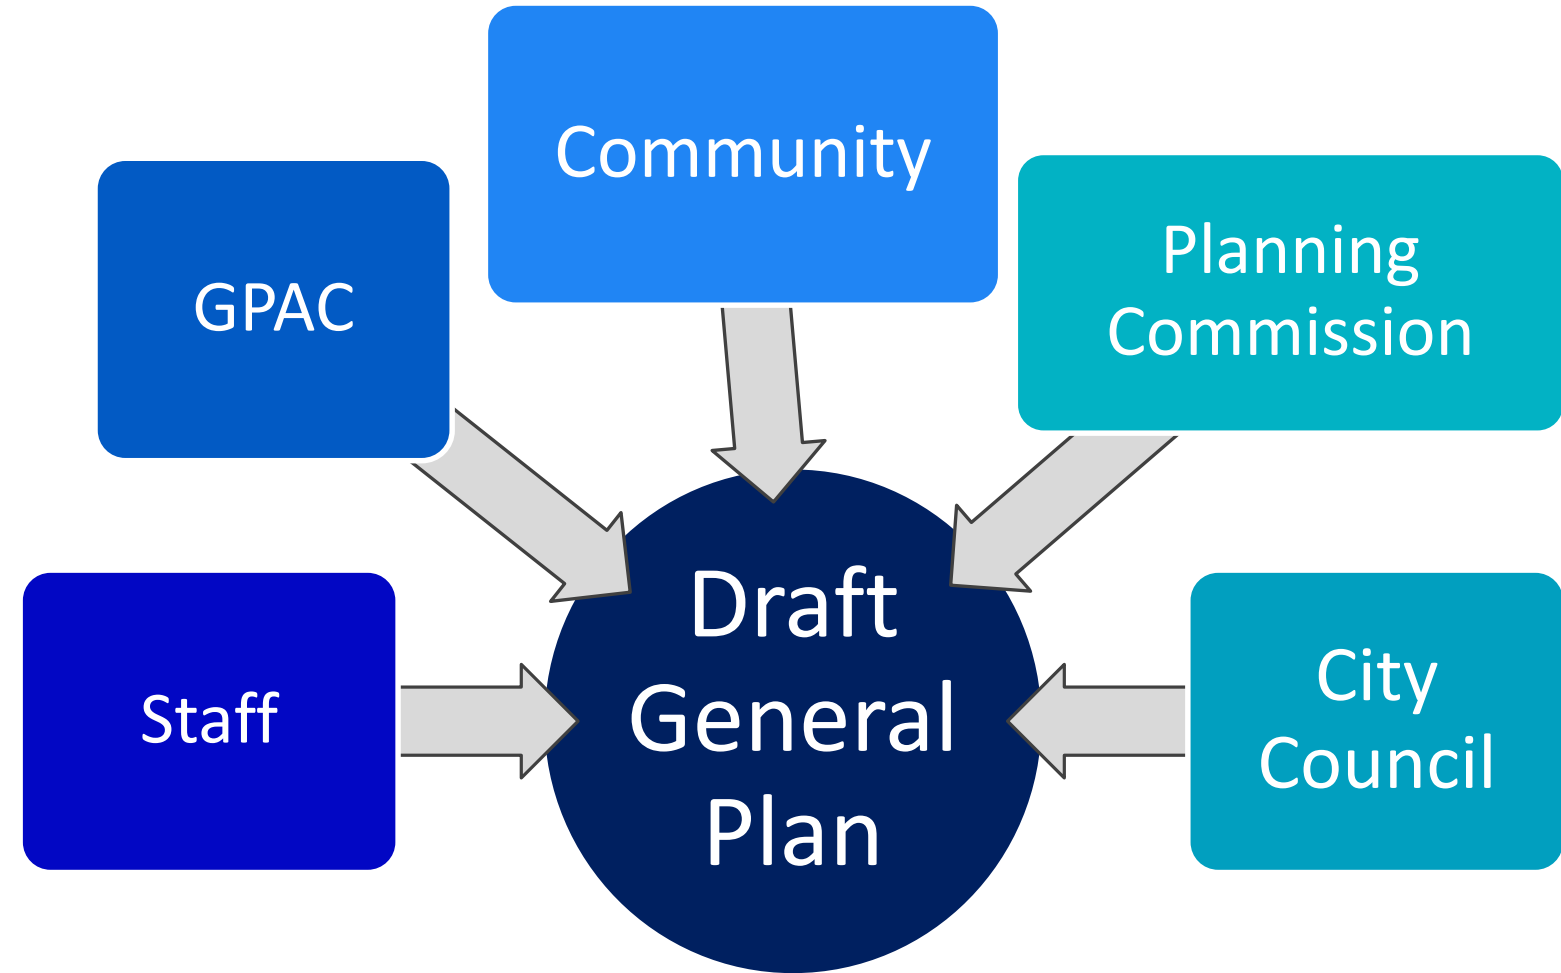 Community
GPAC
Planning
Commission
Staff
Draft
General
Plan
City
Council